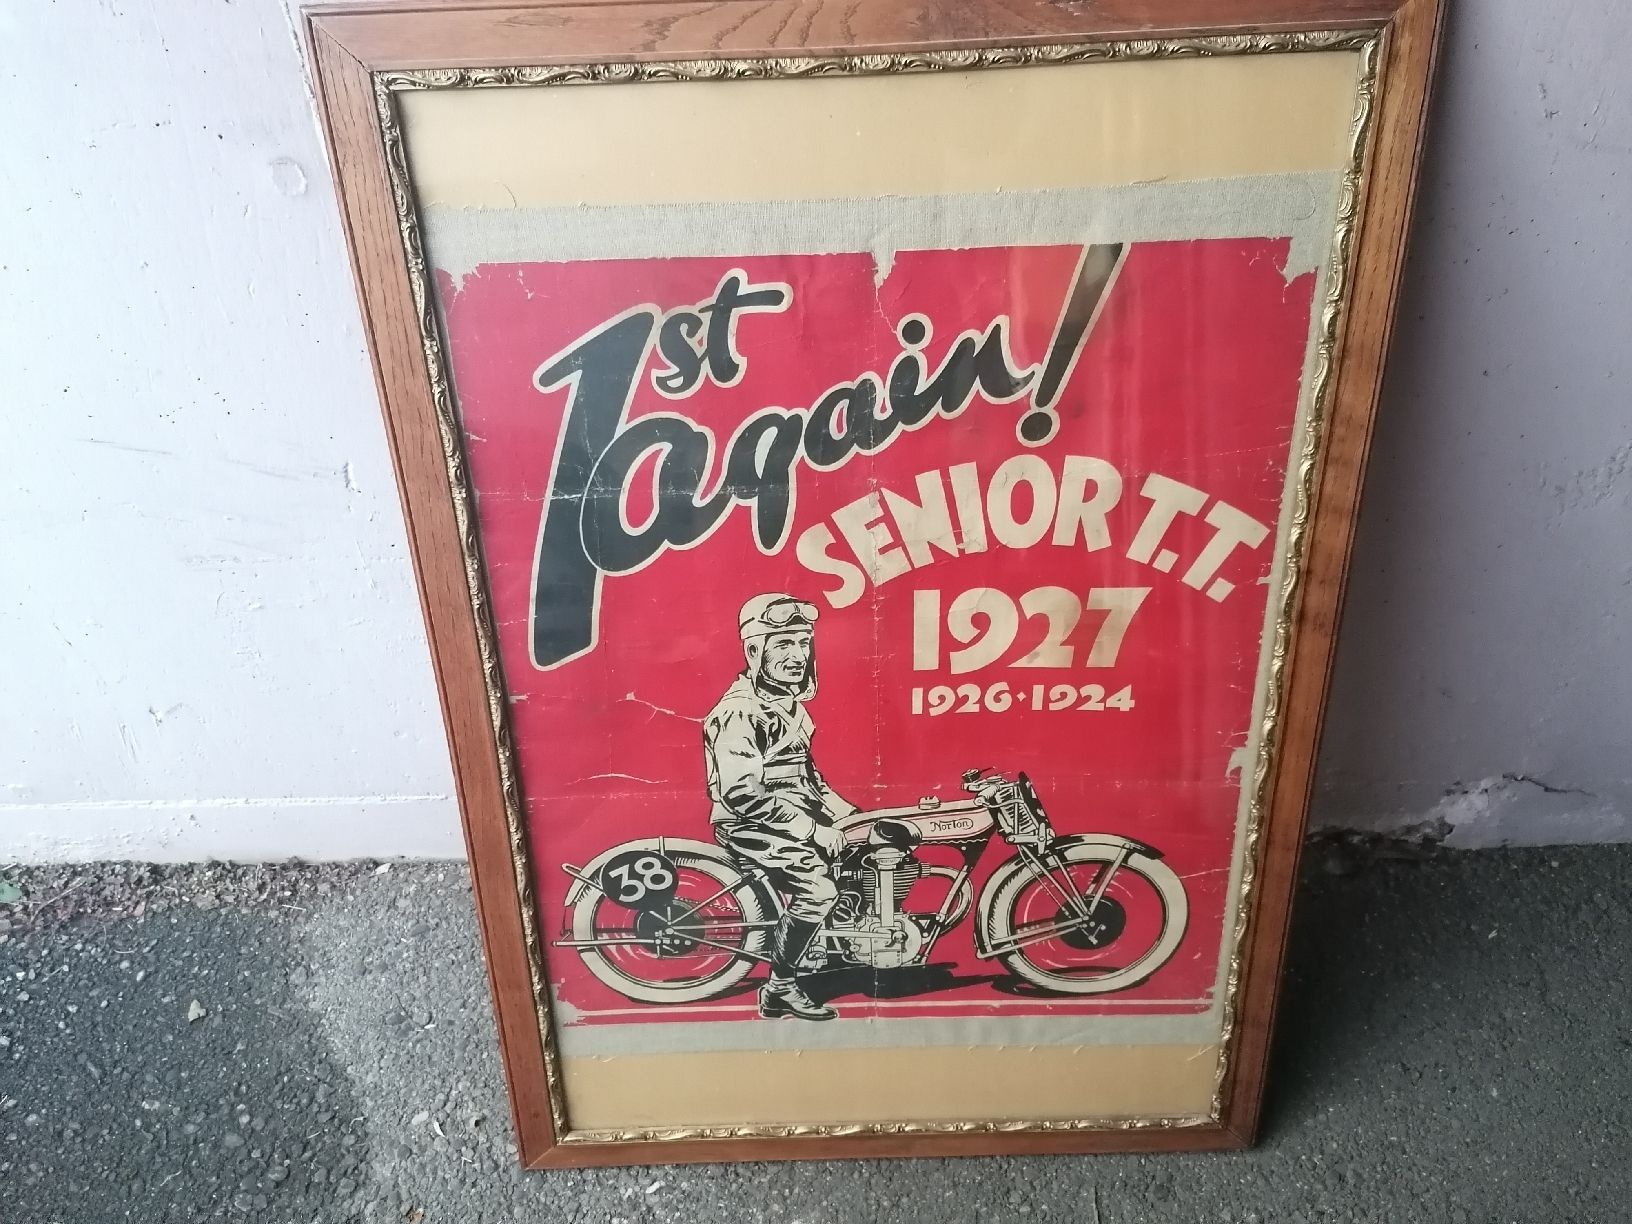 1st
again!
SENIOR T.T.
1927
1926·1924
Norton
38